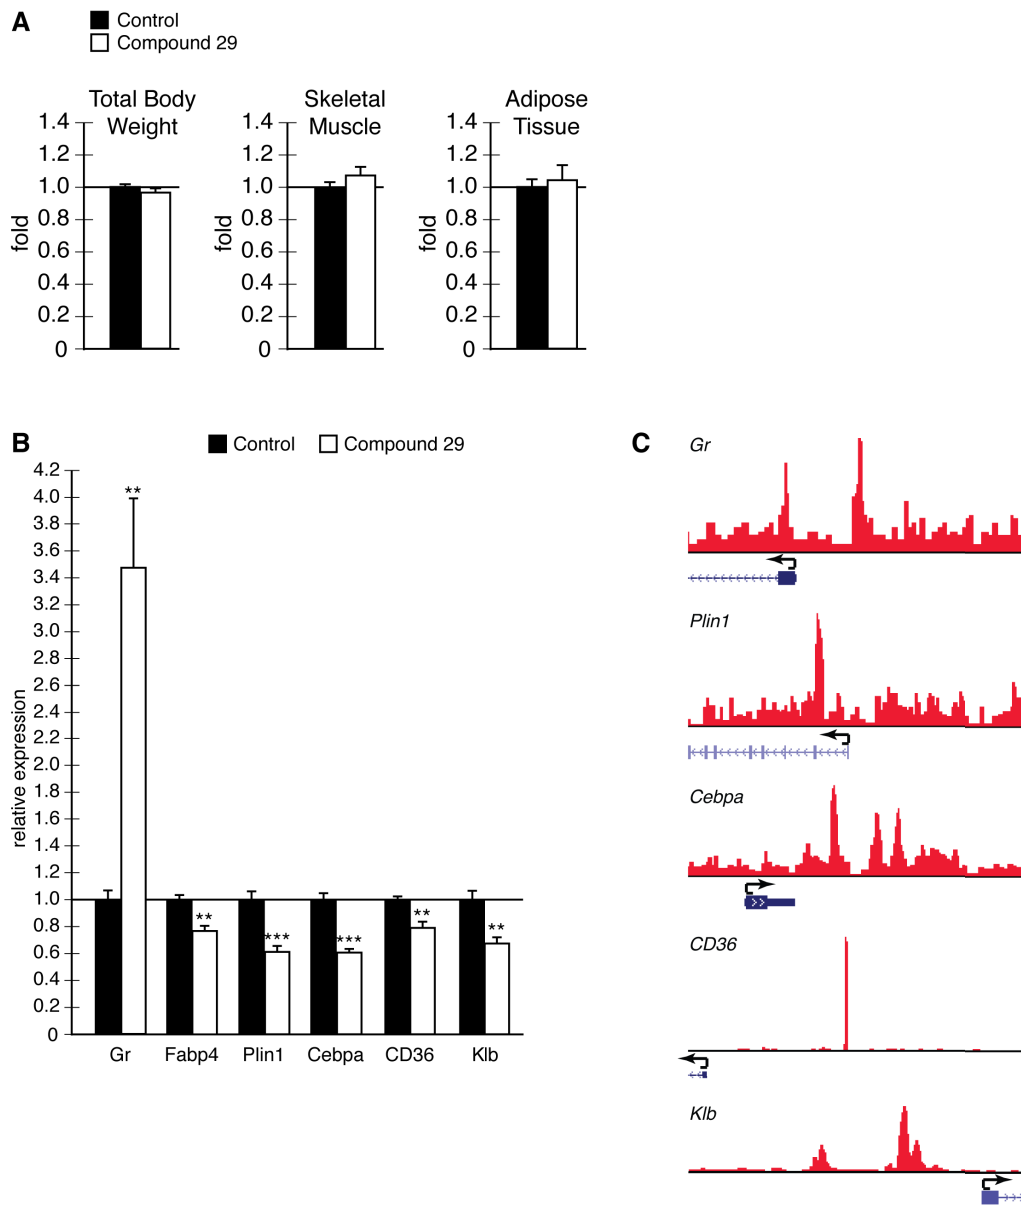 A
Control
Compound 29
Total Body
Weight
Skeletal
Muscle
Adipose
Tissue
1.4
1.2
1.0
0.8
0.6
0.4
0.2
0
fold
1.4
1.2
1.0
0.8
0.6
0.4
0.2
0
fold
1.4
1.2
1.0
0.8
0.6
0.4
0.2
0
fold
B
Control
Compound 29
4.2
4.0
3.8
3.6
3.4
3.2
3.0
2.8
2.6
2.4
2.2
2.0
1.8
1.6
1.4
1.2
1.0
0.8
0.6
0.4
0.2
0
relative expression
**
**
***
***
**
**
Gr
Fabp4
Plin1
Cebpa
CD36
Klb
C
Gr
Plin1
Cebpa
CD36
Klb